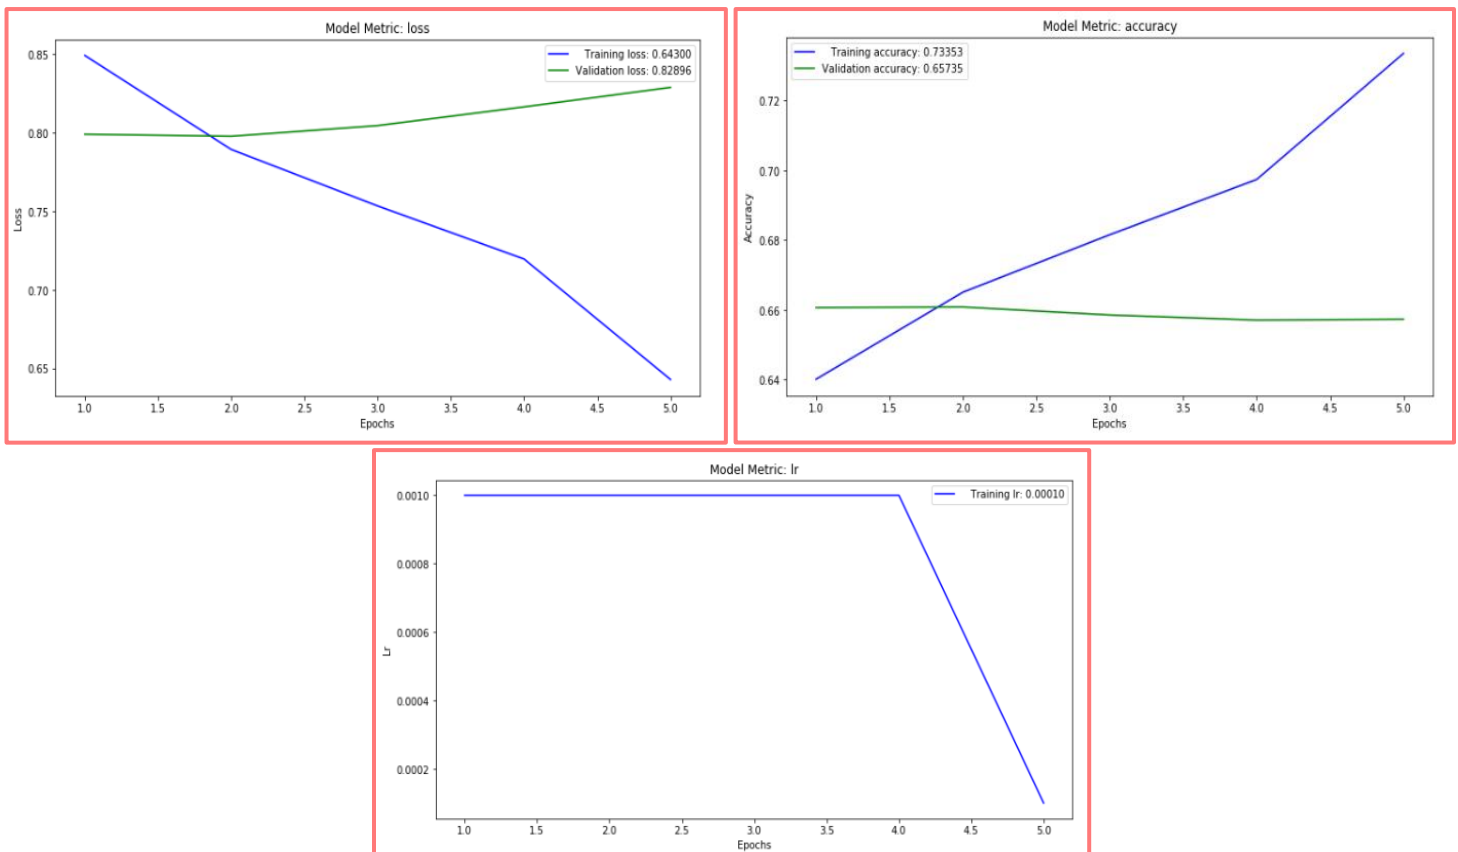 Model Metric: loss
Training loss: 0.64300
Validation loss: 0.82896
0.85
0.80
0.75
0.70
0.65
Loss
1.0 1.5 2.0 2.5 3.0 3.5 4.0 4.5 5.0
Epochs
Model Metric: accuracy
Training accuracy: 0.73353
Validation accuracy: 0.65735
0.72
0.70
0.68
0.66
0.64
Accuracy
1.0 1.5 2.0 2.5 3.0 3.5 4.0 4.5 5.0
Epochs
Model Metric: lr
Training lr: 0.00010
0.0010
0.0008
0.0006
0.0004
0.0002
Lr
1.0 1.5 2.0 2.5 3.0 3.5 4.0 4.5 5.0
Epochs